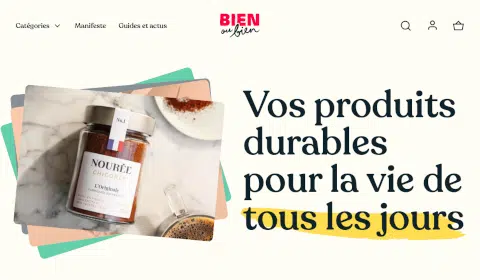 Catégories
Manifeste
Guides et actus
BIEN
ou bien
Vos produits
durables
pour la vie de
tous les jours
No.1
NOURÉE
CHICORÉE
L'Originale